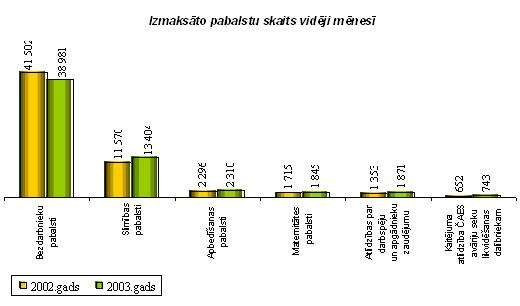 Izmaksāto pabalstu skaits vidēji mēnesī
41 502
38 981
11 570
13 404
2 296
2 310
1 715
1 845
1 353
1 871
652
743
Bezdarbnieku
pabalsti
Slimības
pabalsti
Apbedīšanas
pabalsti
Maternitātes
pabalsti
Atlīdzības par
darbspēju
un apgādnieku
zaudējumu
Kaitējuma
atlīdzība ČAES
avāriju seku
likvidēšanas
dalībniekiem
2002.gads
2003.gads